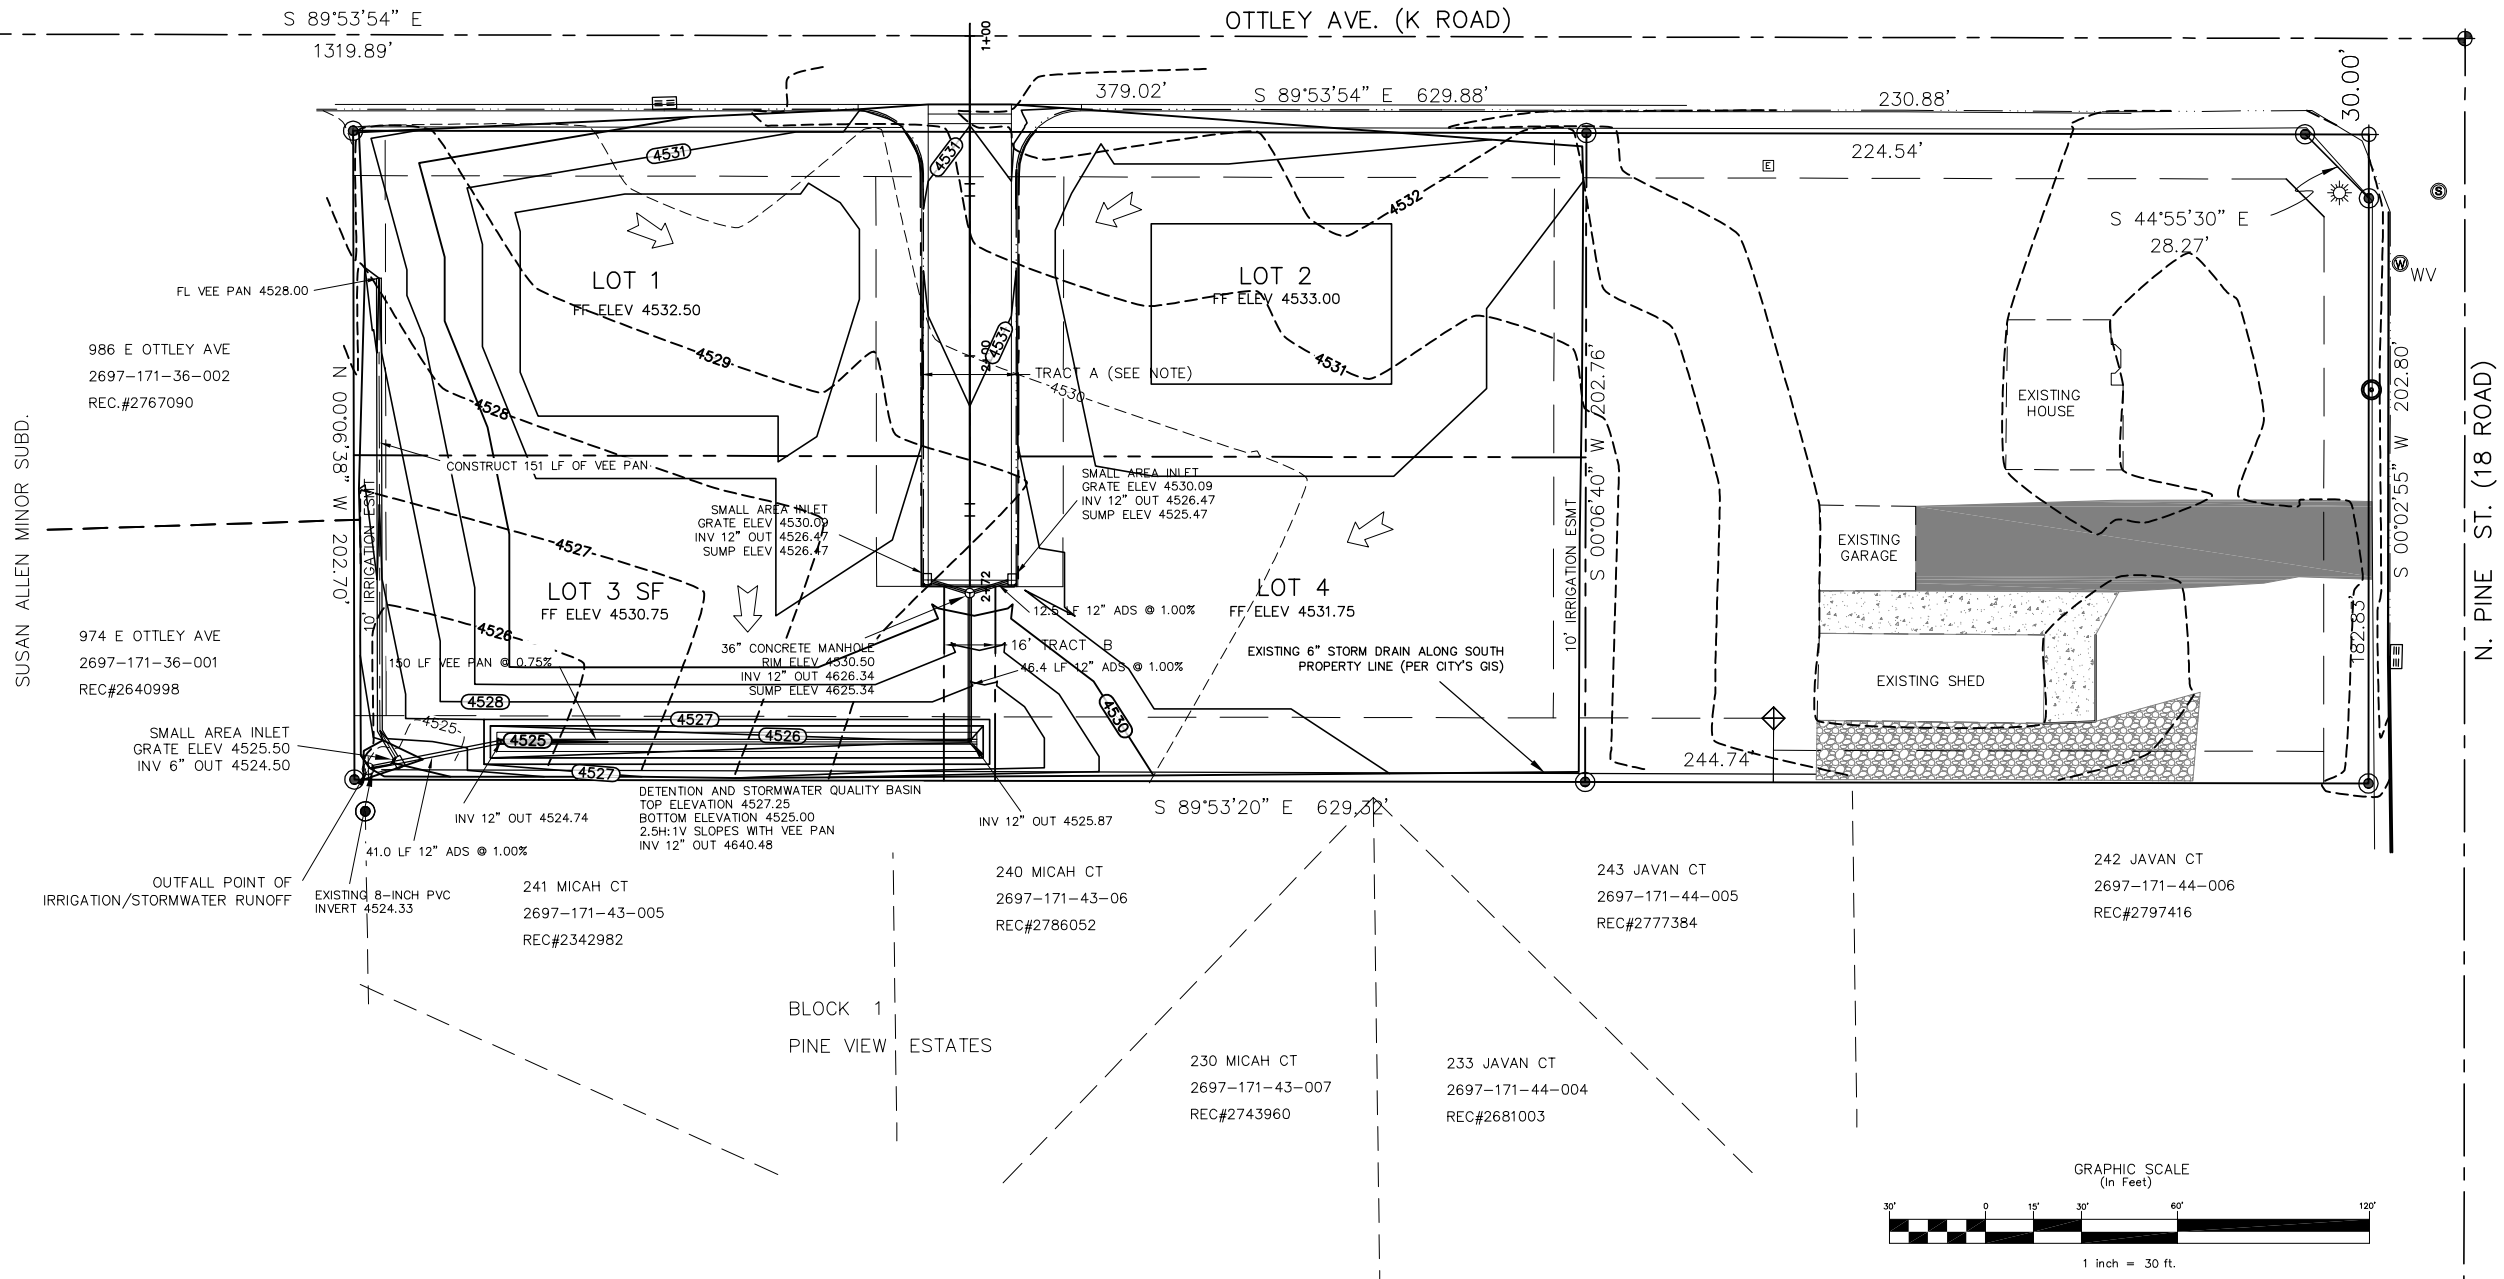 S 89°53'54" E
1319.89'
OTTLEY AVE. (K ROAD)
1+00
379.02'
S 89°53'54" E 629.88'
230.88'
30.00'
224.54'
E
S 44°55'30" E
28.27'
S
W
WV
4531
4531
4532
LOT 1
FF ELEV 4532.50
LOT 2
FF ELEV 4533.00
FL VEE PAN 4528.00
4529
4531
2+00
4531
TRACT A (SEE NOTE)
4530
986 E OTTLEY AVE
2697-171-36-002
REC.#2767090
4528
EXISTING
HOUSE
SUSAN ALLEN MINOR SUBD.
N 00°06'38" W 202.70'
10' IRRIGATION ESMT
CONSTRUCT 151 LF OF VEE PAN
SMALL AREA INLET
GRATE ELEV 4530.09
INV 12" OUT 4526.47
SUMP ELEV 4525.47
SMALL AREA INLET
GRATE ELEV 4530.09
INV 12" OUT 4526.47
SUMP ELEV 4526.47
10' IRRIGATION ESMT
S 00°06'40" W 202.76'
S 00°02'55" W 202.80'
N. PINE ST. (18 ROAD)
EXISTING
GARAGE
4527
LOT 3 SF
FF ELEV 4530.75
2+72
LOT 4
FF ELEV 4531.75
12.5 LF 12" ADS @ 1.00%
4526
974 E OTTLEY AVE
2697-171-36-001
REC#2640998
150 LF VEE PAN @ 0.75%
36" CONCRETE MANHOLE
RIM ELEV 4530.50
INV 12" OUT 4626.34
SUMP ELEV 4625.34
16' TRACT B
46.4 LF 12" ADS @ 1.00%
EXISTING 6" STORM DRAIN ALONG SOUTH
PROPERTY LINE (PER CITY'S GIS)
182.83'
EXISTING SHED
4528
4527
4530
4525
4525
4526
4527
SMALL AREA INLET
GRATE ELEV 4525.50
INV 6" OUT 4524.50
244.74'
DETENTION AND STORMWATER QUALITY BASIN
TOP ELEVATION 4527.25
BOTTOM ELEVATION 4525.00
2.5H:1V SLOPES WITH VEE PAN
INV 12" OUT 4640.48
INV 12" OUT 4524.74
INV 12" OUT 4525.87
S 89°53'20" E 629.32'
41.0 LF 12" ADS @ 1.00%
OUTFALL POINT OF
IRRIGATION/STORMWATER RUNOFF
EXISTING 8-INCH PVC
INVERT 4524.33
241 MICAH CT
2697-171-43-005
REC#2342982
240 MICAH CT
2697-171-43-06
REC#2786052
243 JAVAN CT
2697-171-44-005
REC#2777384
242 JAVAN CT
2697-171-44-006
REC#2797416
BLOCK 1
PINE VIEW ESTATES
230 MICAH CT
2697-171-43-007
REC#2743960
233 JAVAN CT
2697-171-44-004
REC#2681003
GRAPHIC SCALE
(In Feet)
30' 0 15' 30' 60' 120'
1 inch = 30 ft.